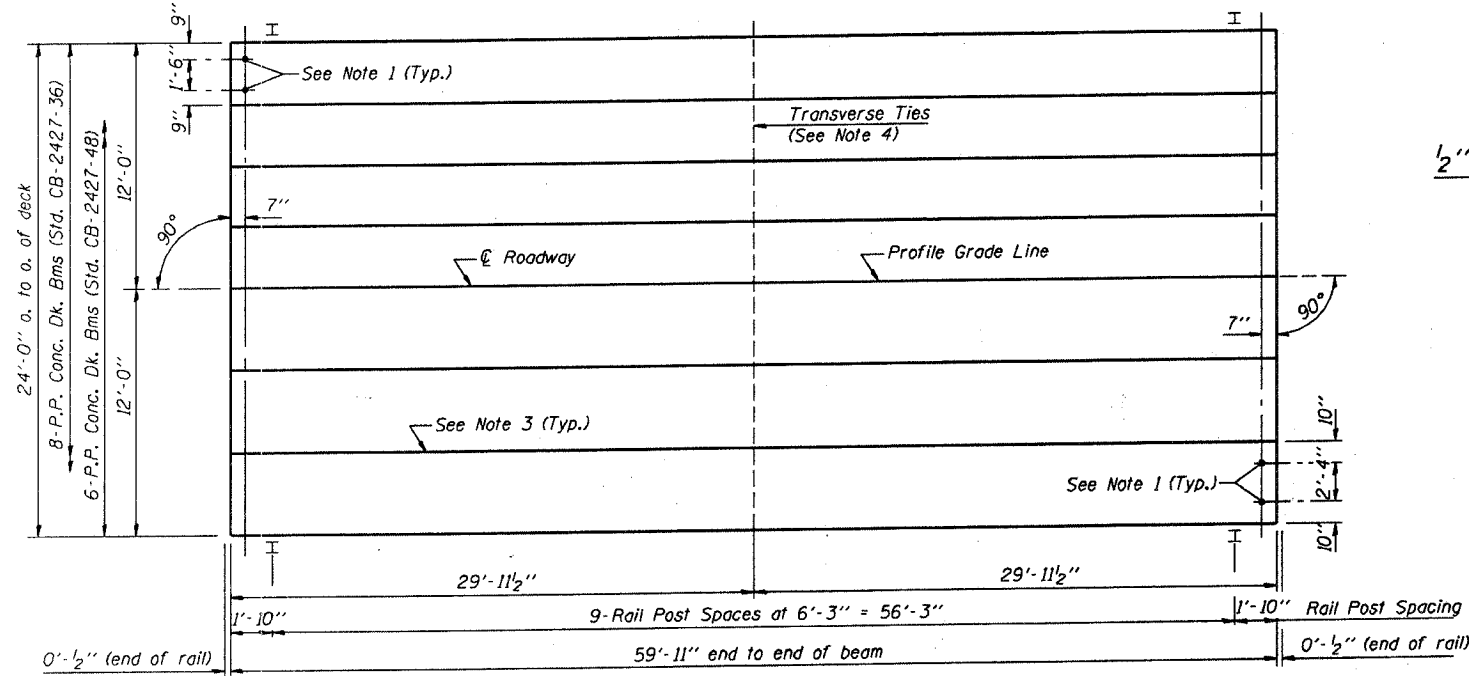 9"
I
I
1'-6"
See Note 1 (Typ.)
9"
Transverse Ties
(See Note 4)
1/2"
24'-0" o. to o. of deck
8-P.P. Conc. Dk. Bms (Std. CB-2427-36)
6-P.P. Conc. Dk. Bms (Std. CB-2427-48)
12'-0"
12'-0"
90°
7"
℄ Roadway
Profile Grade Line
7"
90°
See Note 3 (Typ.)
10"
2'-4"
10"
See Note 1 (Typ.)
I
I
29'-11 1/2"
29'-11 1/2"
1'-10"
9-Rail Post Spaces at 6'-3" = 56'-3"
1'-10"
Rail Post Spacing
0'-1/2" (end of rail)
59'-11" end to end of beam
0'-1/2" (end of rail)